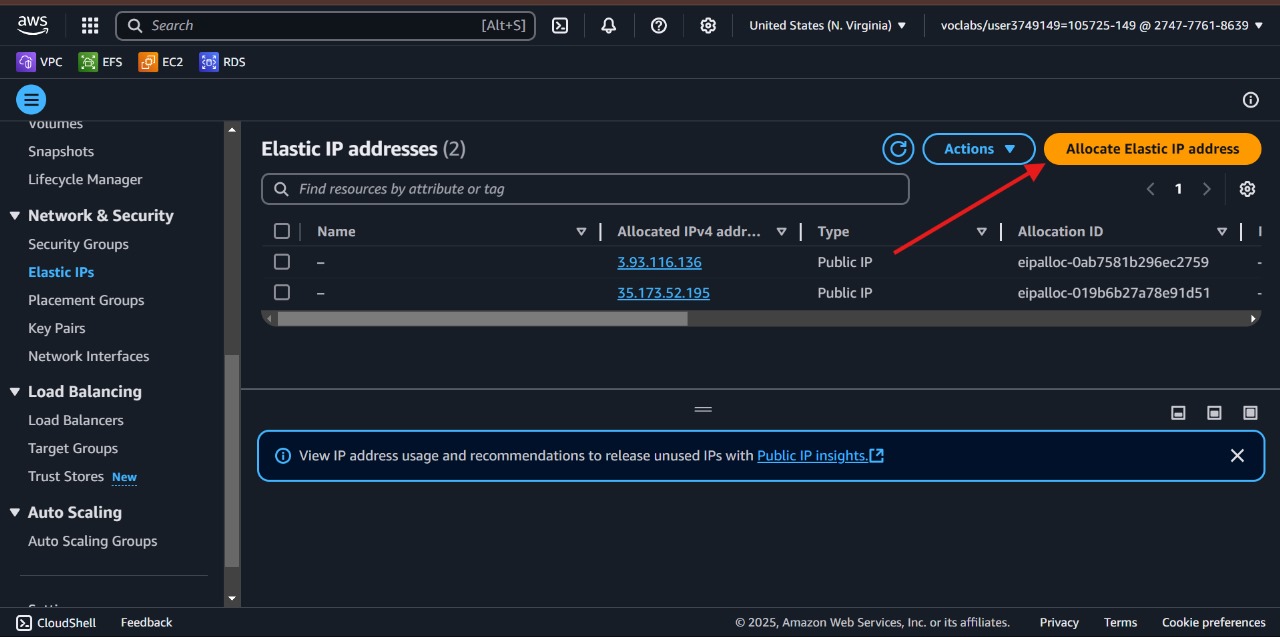 aws
Search [Alt+S]
United States (N. Virginia)
voclabs/user3749149=105725-149 @ 2747-7761-8639
VPC EFS EC2 RDS
Volumes
Snapshots
Lifecycle Manager
Network & Security
Security Groups
Elastic IPs
Placement Groups
Key Pairs
Network Interfaces
Load Balancing
Load Balancers
Target Groups
Trust Stores New
Auto Scaling
Auto Scaling Groups
Elastic IP addresses (2)
Actions
Allocate Elastic IP address
Find resources by attribute or tag
1
Name Allocated IPv4 addr... Type Allocation ID
– 3.93.116.136 Public IP eipalloc-0ab7581b296ec2759 -
– 35.173.52.195 Public IP eipalloc-019b6b27a78e91d51 -
View IP address usage and recommendations to release unused IPs with Public IP insights.
CloudShell Feedback © 2025, Amazon Web Services, Inc. or its affiliates. Privacy Terms Cookie preferences